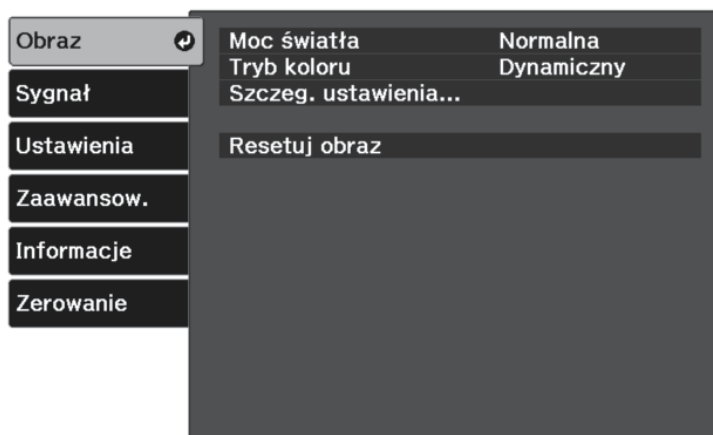 Obraz
Sygnał
Ustawienia
Zaawansow.
Informacje
Zerowanie
Moc światła Normalna
Tryb koloru Dynamiczny
Szczeg. ustawienia...
Resetuj obraz